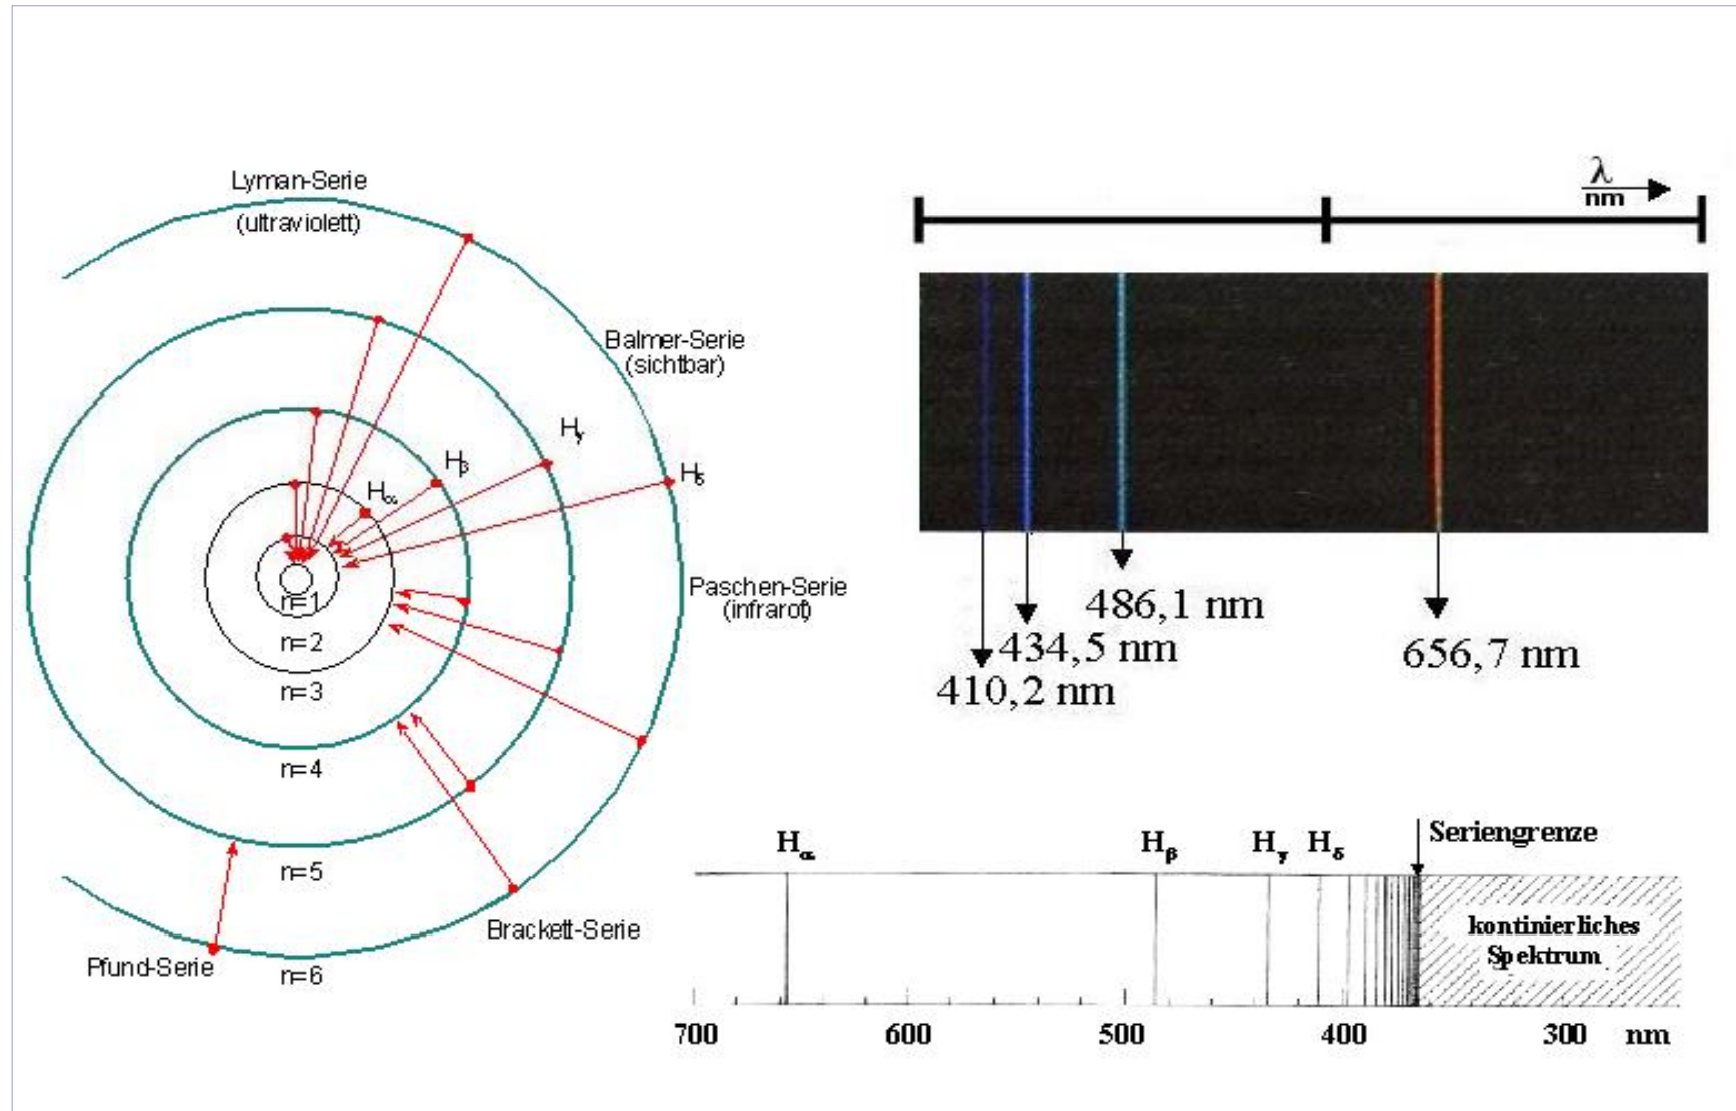 Lyman-Serie
(ultraviolett)
Balmer-Serie
(sichtbar)
Hγ
Hβ
Hδ
Hα
Paschen-Serie
(infrarot)
n=1
n=2
n=3
n=4
n=5
n=6
Brackett-Serie
Pfund-Serie
λ
nm
486,1 nm
434,5 nm
656,7 nm
410,2 nm
Hα
Hβ
Hγ
Hδ
Seriengrenze
kontinierliches
Spektrum
700 600 500 400 300 nm